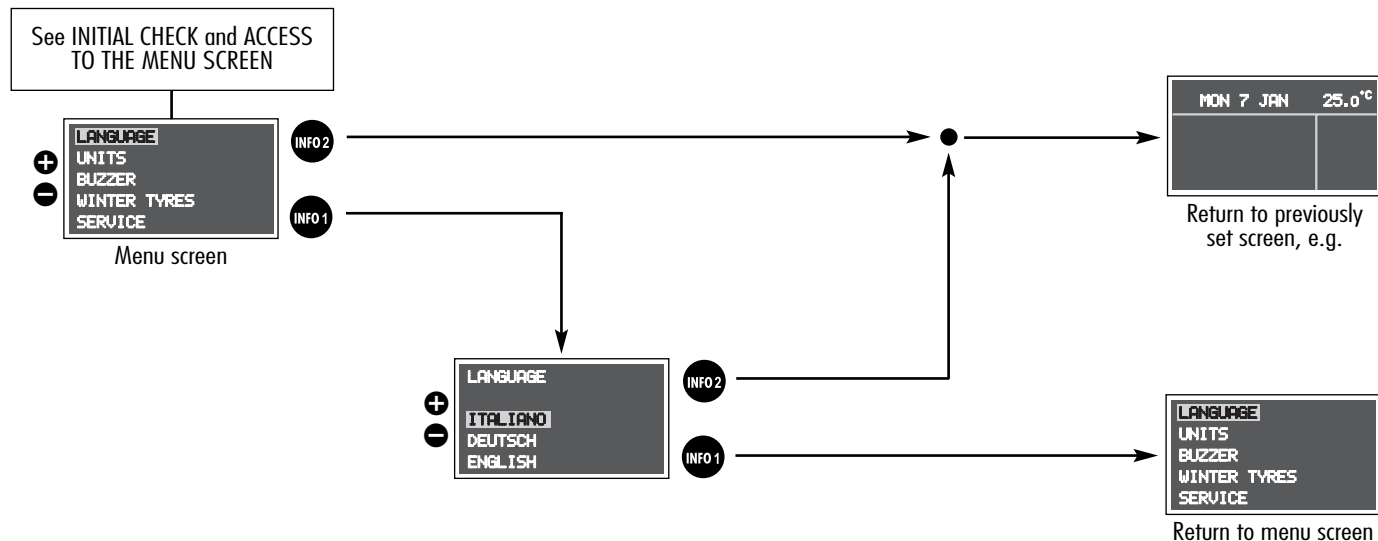 See INITIAL CHECK and ACCESS
TO THE MENU SCREEN
LANGUAGE
UNITS
BUZZER
WINTER TYRES
SERVICE
INFO 2
INFO 1
Menu screen
MON 7 JAN 25.0°C
Return to previously
set screen, e.g.
LANGUAGE
ITALIANO
DEUTSCH
ENGLISH
INFO 2
INFO 1
LANGUAGE
UNITS
BUZZER
WINTER TYRES
SERVICE
Return to menu screen